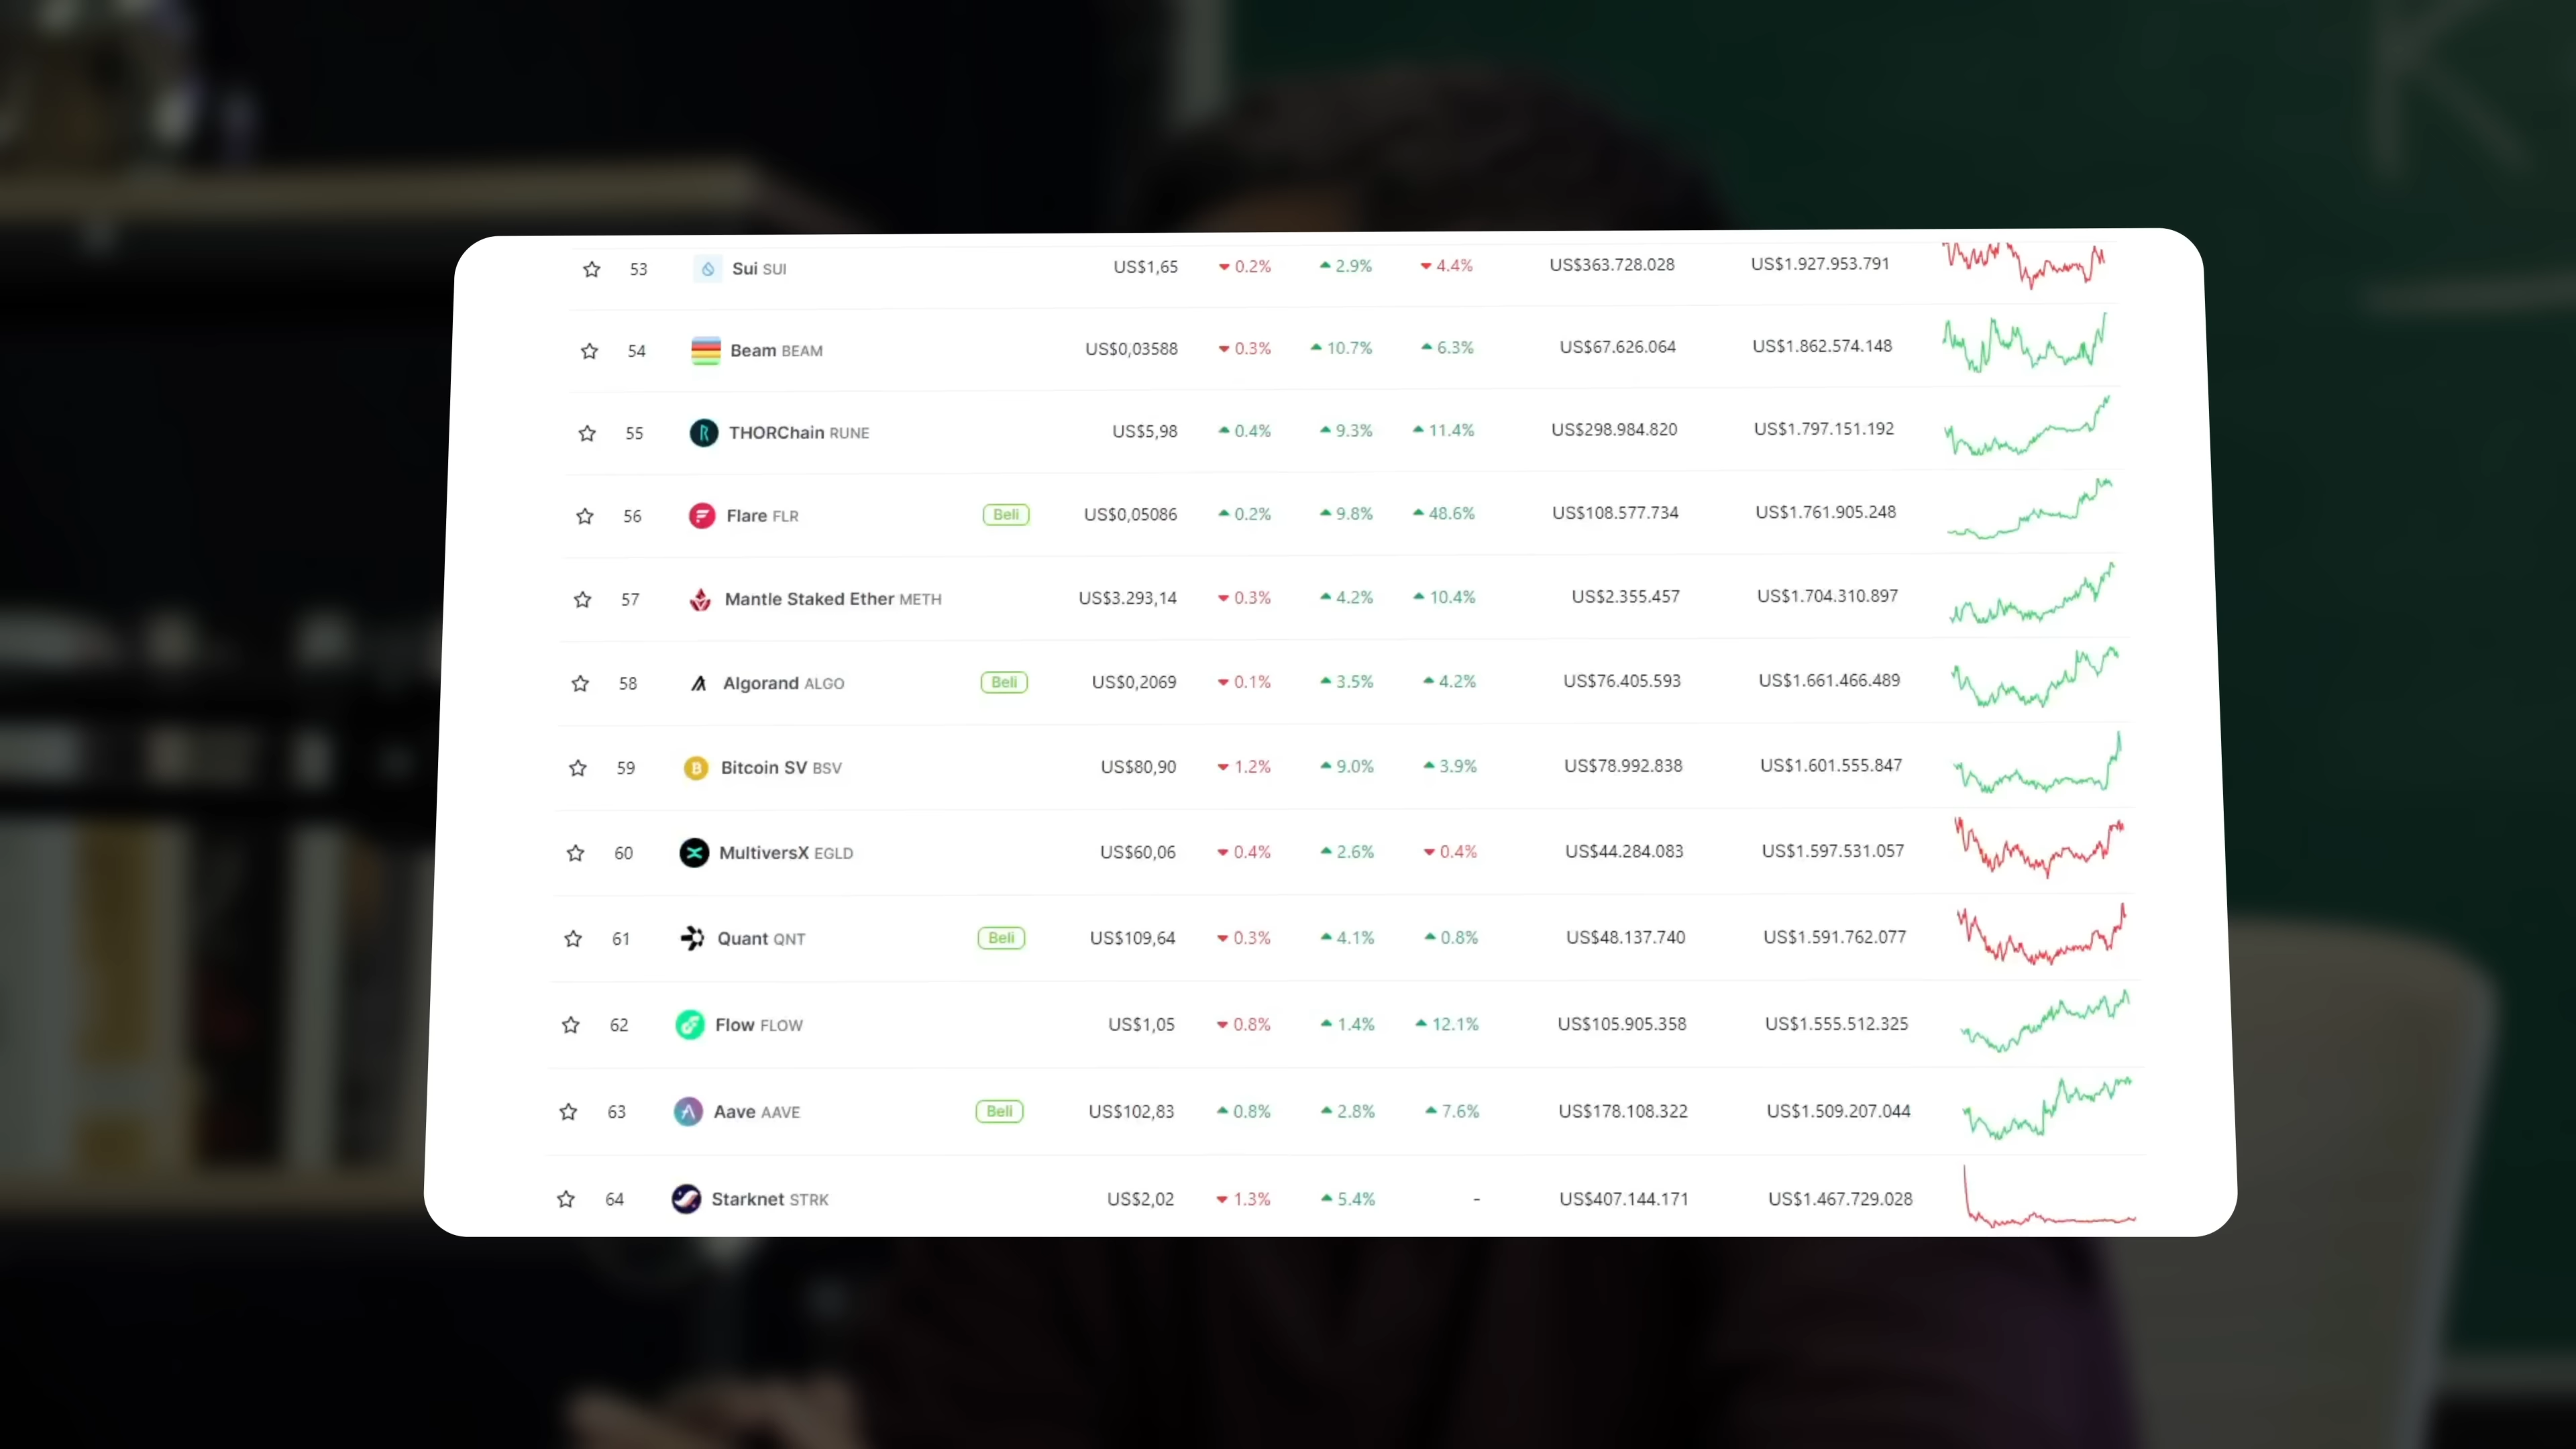 53 Sui SUI US$1,65 0.2% 2.9% 4.4% US$363.728.028 US$1.927.953.791
54 Beam BEAM US$0,03588 0.3% 10.7% 6.3% US$67.626.064 US$1.862.574.148
55 THORChain RUNE US$5,98 0.4% 9.3% 11.4% US$298.984.820 US$1.797.151.192
56 Flare FLR Beli US$0,05086 0.2% 9.8% 48.6% US$108.577.734 US$1.761.905.248
57 Mantle Staked Ether METH US$3.293,14 0.3% 4.2% 10.4% US$2.355.457 US$1.704.310.897
58 Algorand ALGO Beli US$0,2069 0.1% 3.5% 4.2% US$76.405.593 US$1.661.466.489
59 Bitcoin SV BSV US$80,90 1.2% 9.0% 3.9% US$78.992.838 US$1.601.555.847
60 MultiversX EGLD US$60,06 0.4% 2.6% 0.4% US$44.284.083 US$1.597.531.057
61 Quant QNT Beli US$109,64 0.3% 4.1% 0.8% US$48.137.740 US$1.591.762.077
62 Flow FLOW US$1,05 0.8% 1.4% 12.1% US$105.905.358 US$1.555.512.325
63 Aave AAVE Beli US$102,83 0.8% 2.8% 7.6% US$178.108.322 US$1.509.207.044
64 Starknet STRK US$2,02 1.3% 5.4% - US$407.144.171 US$1.467.729.028